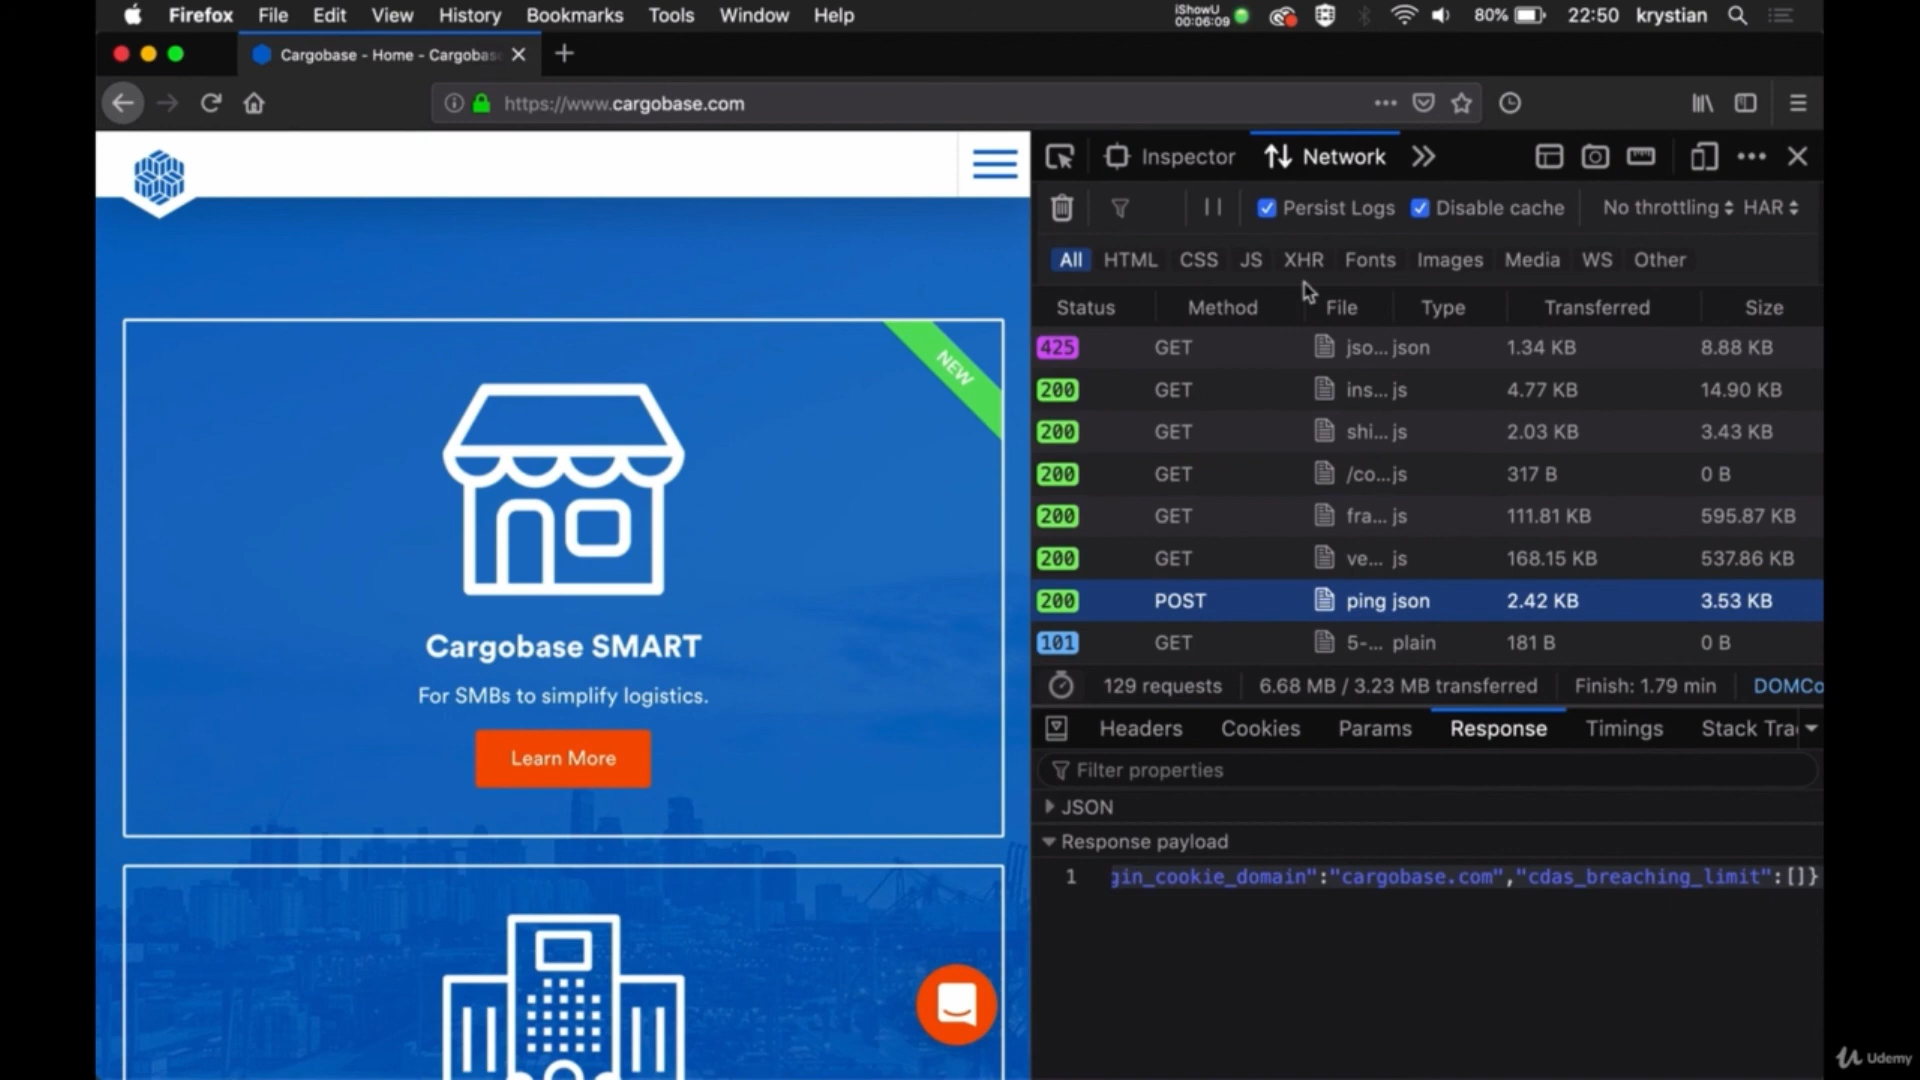 Firefox File Edit View History Bookmarks Tools Window Help
iShowU
00:06:09
80% 22:50 krystian
Cargobase - Home - Cargobas
https://www.cargobase.com
Inspector Network
Persist Logs Disable cache No throttling HAR
All HTML CSS JS XHR Fonts Images Media WS Other
Status Method File Type Transferred Size
425 GET jso... json 1.34 KB 8.88 KB
200 GET ins... js 4.77 KB 14.90 KB
200 GET shi... js 2.03 KB 3.43 KB
200 GET /co... js 317 B 0 B
200 GET fra... js 111.81 KB 595.87 KB
200 GET ve... js 168.15 KB 537.86 KB
200 POST ping json 2.42 KB 3.53 KB
101 GET 5-... plain 181 B 0 B
129 requests 6.68 MB / 3.23 MB transferred Finish: 1.79 min DOMCo
Headers Cookies Params Response Timings Stack Tra
Filter properties
JSON
Response payload
1 gin_cookie_domain":"cargobase.com","cdas_breaching_limit":[]}
NEW
Cargobase SMART
For SMBs to simplify logistics.
Learn More
Udemy